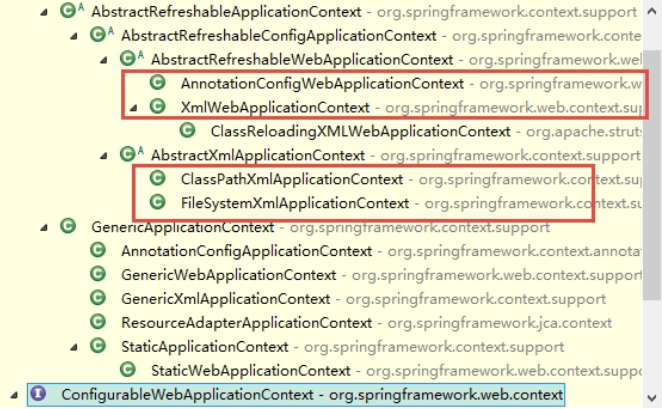 A AbstractRefreshableApplicationContext - org.springframework.context.support
A AbstractRefreshableConfigApplicationContext - org.springframework.conte
A AbstractRefreshableWebApplicationContext - org.springframework.wel
AnnotationConfigWebApplicationContext - org.springframework.w
XmlWebApplicationContext - org.springframework.web.context.sup
ClassReloadingXMLWebApplicationContext - org.apache.struts
A AbstractXmlApplicationContext - org.springframework.context.support
ClassPathXmlApplicationContext - org.springframework.context.su
FileSystemXmlApplicationContext - org.springframework.context.su
GenericApplicationContext - org.springframework.context.support
AnnotationConfigApplicationContext - org.springframework.context.annota
GenericWebApplicationContext - org.springframework.web.context.support
GenericXmlApplicationContext - org.springframework.context.support
ResourceAdapterApplicationContext - org.springframework.jca.context
StaticApplicationContext - org.springframework.context.support
StaticWebApplicationContext - org.springframework.web.context.support
ConfigurableWebApplicationContext - org.springframework.web.context